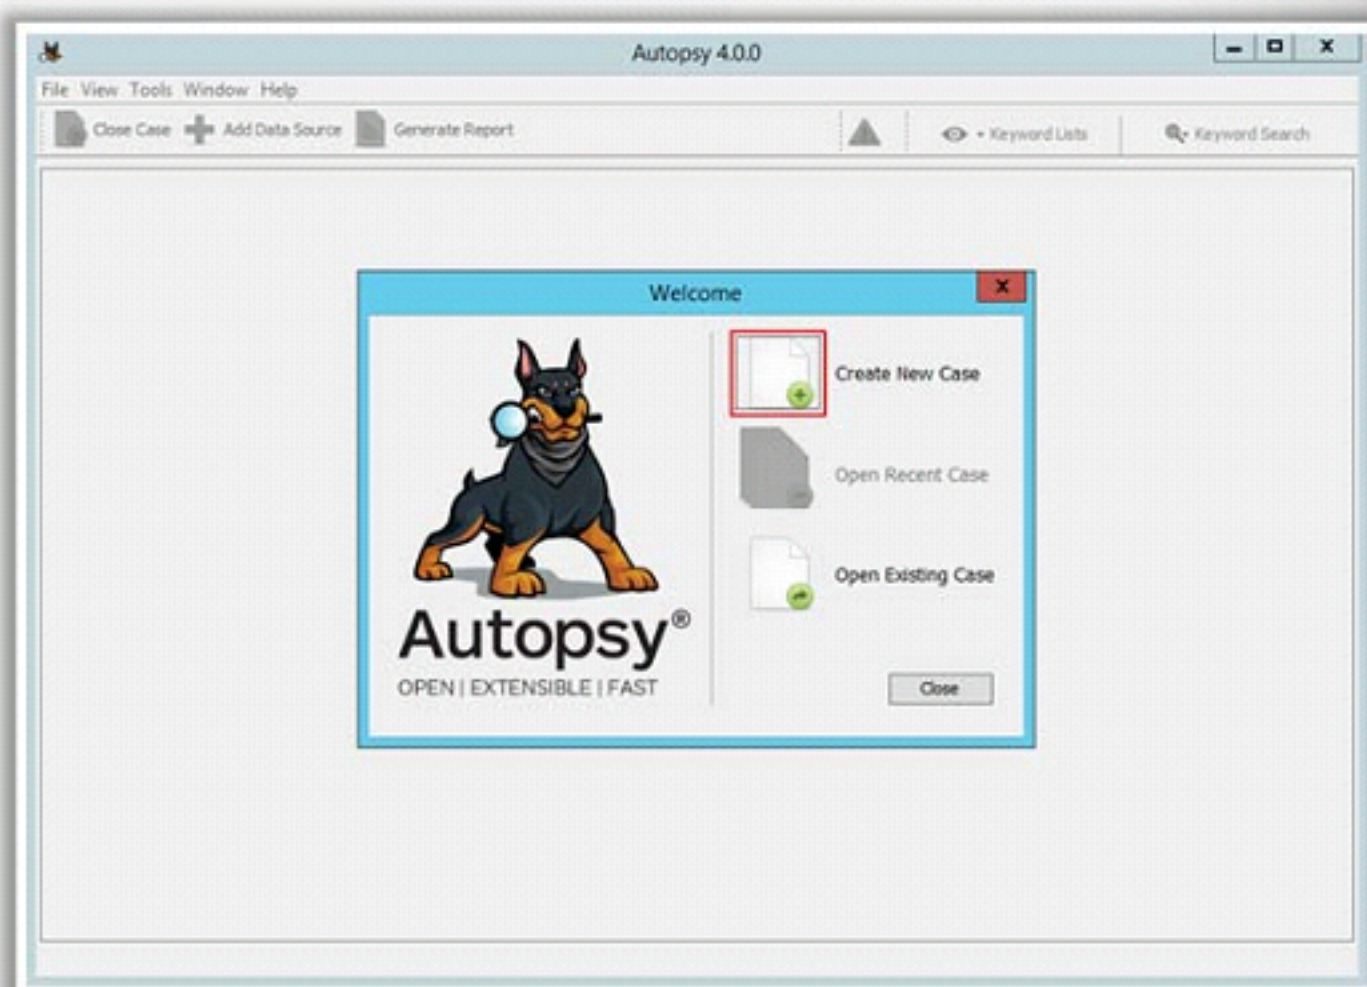 Autopsy 4.0.0
File View Tools Window Help
Close Case Add Data Source Generate Report Keyword Lists Keyword Search
Welcome
Create New Case
Open Recent Case
Open Existing Case
Autopsy®
OPEN | EXTENSIBLE | FAST
Close